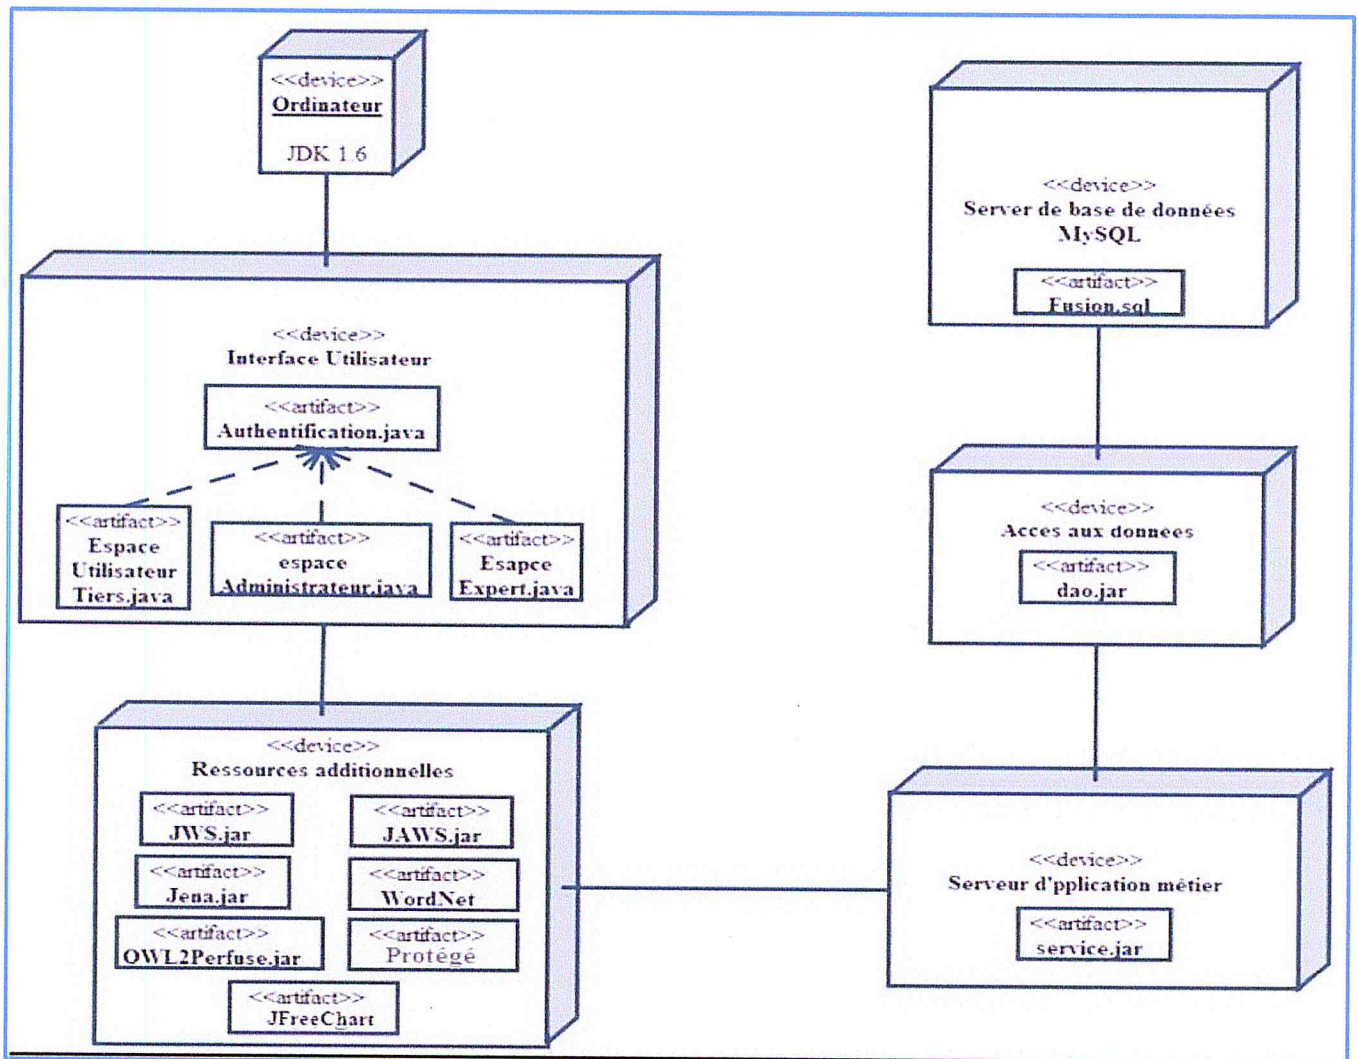 <<device>>
Ordinateur
JDK 1.6
<<device>>
Interface Utilisateur
<<artifact>>
Authentification.java
<<artifact>>
Espace
Utilisateur
Tiers.java
<<artifact>>
espace
Administrateur.java
<<artifact>>
Esapce
Expert.java
<<device>>
Ressources additionnelles
<<artifact>>
JWS.jar
<<artifact>>
JAWS.jar
<<artifact>>
Jena.jar
<<artifact>>
WordNet
<<artifact>>
OWL2Perfuse.jar
<<artifact>>
Protégé
<<artifact>>
JFreeChart
<<device>>
Server de base de données
MySQL
<<artifact>>
Fusion.sql
<<device>>
Acces aux données
<<artifact>>
dao.jar
<<device>>
Serveur d'pplication métier
<<artifact>>
service.jar